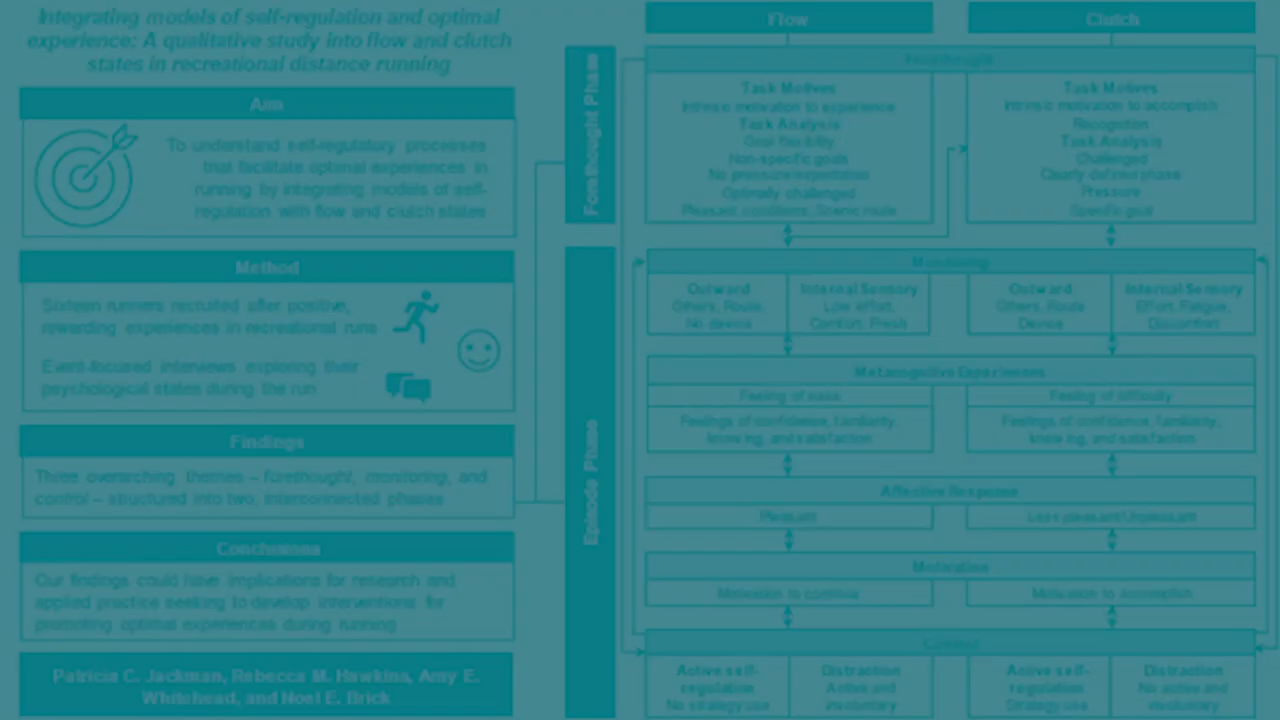 Integrating models of self-regulation and optimal
experience: A qualitative study into flow and clutch
states in recreational distance running
Aim
To understand self-regulatory processes
that facilitate optimal experiences in
running by integrating models of self-
regulation with flow and clutch states
Method
Sixteen runners recruited after positive,
rewarding experiences in recreational runs
Event-focused interviews exploring their
psychological states during the run
Findings
Three overarching themes – forethought, monitoring, and
control – structured into two, interconnected phases
Conclusion
Our findings could have implications for research and
applied practice seeking to develop interventions for
promoting optimal experiences during running
Patricia C. Jackman, Rebecca M. Hawkins, Amy E.
Whitehead, and Noel E. Brick
Forethought Phase
Episode Phase
Flow
Clutch
Forethought
Task Motives
Intrinsic motivation to experience
Task Analysis
Goal flexibility
Non-specific goals
No pressure/expectation
Optimally challenged
Pleasant conditions, Scenic route
Task Motives
Intrinsic motivation to accomplish
Recognition
Task Analysis
Challenged
Clearly defined phase
Pressure
Specific goal
Monitoring
Outward
Others, Route,
No device
Internal Sensory
Low effort,
Comfort, Fresh
Outward
Others, Route
Device
Internal Sensory
Effort, Fatigue,
Discomfort
Metacognitive Experiences
Feeling of ease
Feelings of confidence, familiarity,
knowing, and satisfaction
Feeling of difficulty
Feelings of confidence, familiarity,
knowing, and satisfaction
Affective Response
Pleasant
Less pleasant/Unpleasant
Motivation
Motivation to continue
Motivation to accomplish
Control
Active self-
regulation
No strategy use
Distraction
Active and
involuntary
Active self-
regulation
Strategy use
Distraction
No active and
involuntary